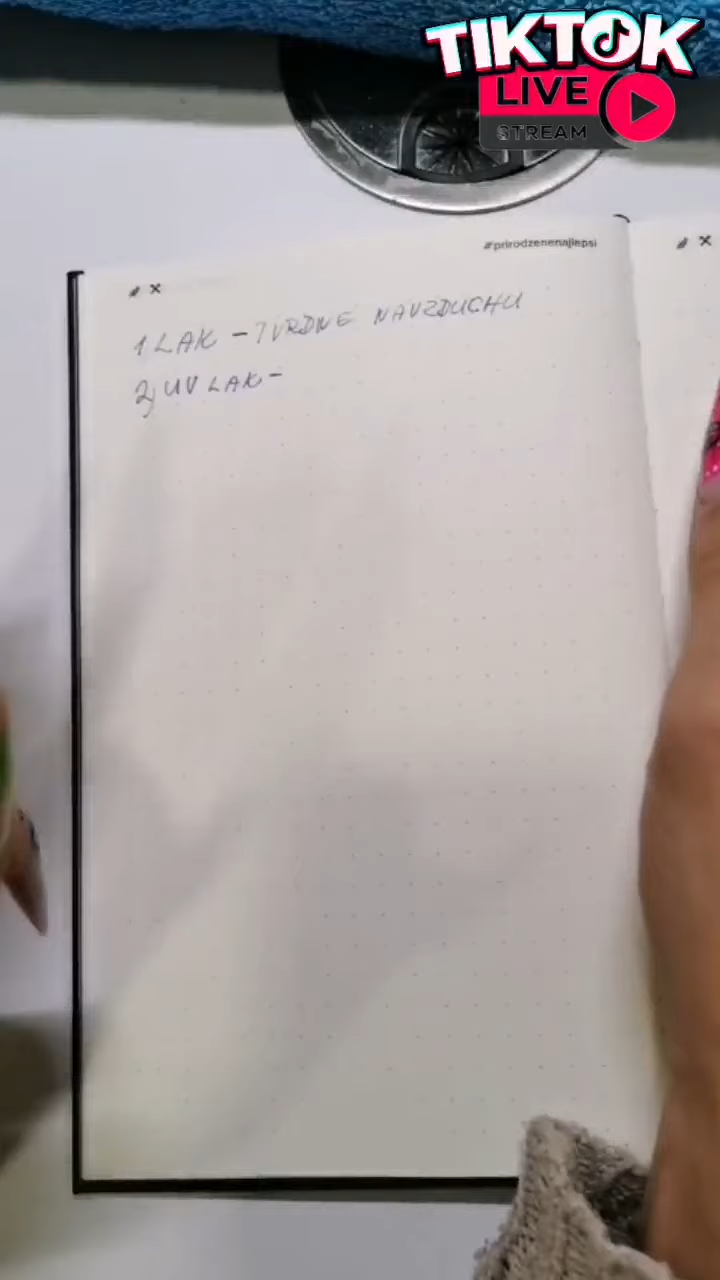 TIKTOK
LIVE
STREAM
#prirodzenenajlepsi
1 LAK - TVRDNE NAVZDUCHU
2) UV LAK -